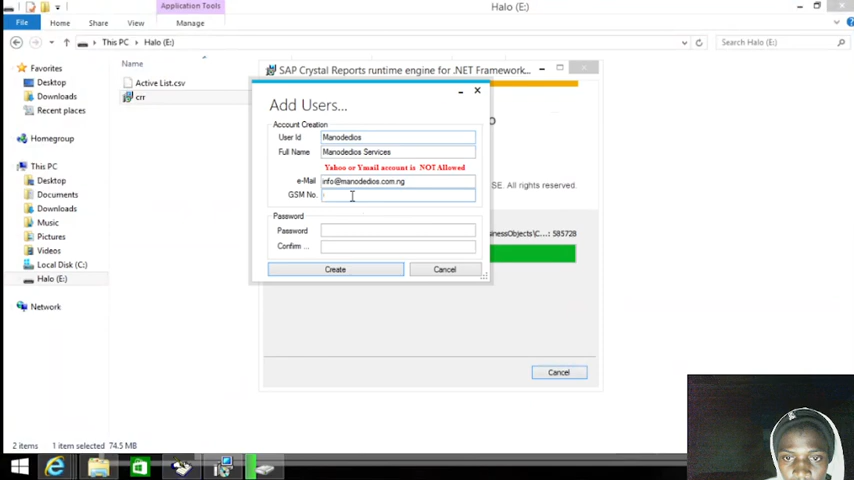 Application Tools
Halo (E:)
File
Home
Share
View
Manage
This PC
Halo (E:)
Search Halo (E:)
Favorites
Desktop
Downloads
Recent places
Homegroup
This PC
Desktop
Documents
Downloads
Music
Pictures
Videos
Local Disk (C:)
Halo (E:)
Network
Name
Active List.csv
crr
SAP Crystal Reports runtime engine for .NET Framework...
SE. All rights reserved.
inessObjects\C...: 585728
Cancel
Add Users...
Account Creation
User Id
Manodedios
Full Name
Manodedios Services
Yahoo or Ymail account is NOT Allowed
e-Mail
info@manodedios.com.ng
GSM No.
Password
Password
Confirm ...
Create
Cancel
2 items
1 item selected 74.5 MB